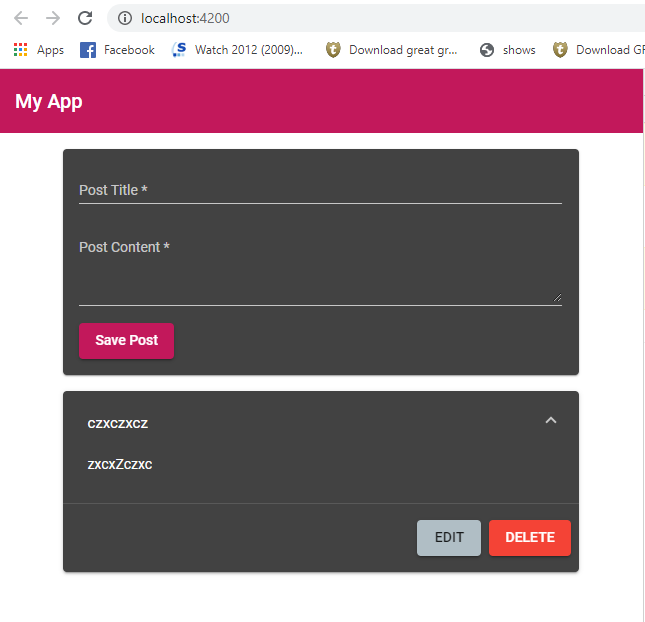 localhost:4200
Apps Facebook Watch 2012 (2009)... Download great gr... shows Download GF
My App
Post Title *
Post Content *
Save Post
czxczxcz
zxcxZczxc
EDIT DELETE